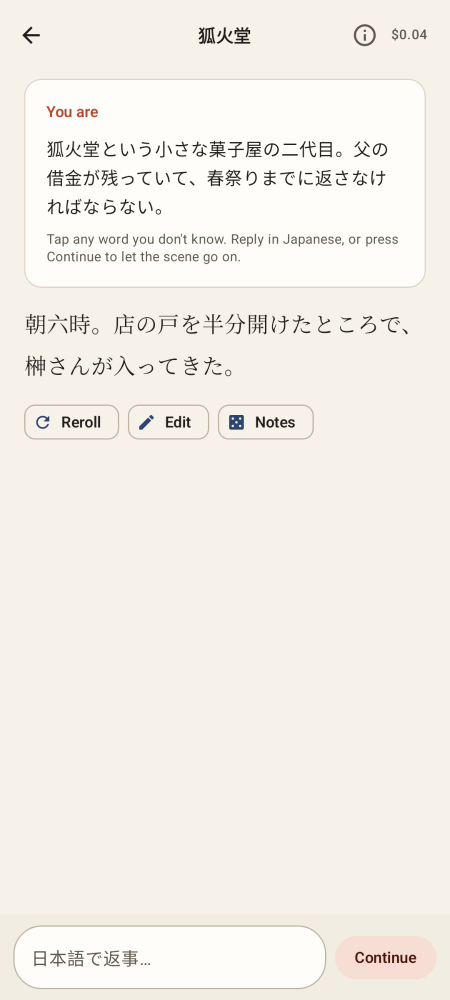 狐火堂
$0.04
You are
狐火堂という小さな菓子屋の二代目。父の
借金が残っていて、春祭りまでに返さなけ
ればならない。
Tap any word you don't know. Reply in Japanese, or press
Continue to let the scene go on.
朝六時。店の戸を半分開けたところで、
榊さんが入ってきた。
Reroll
Edit
Notes
日本語で返事…
Continue